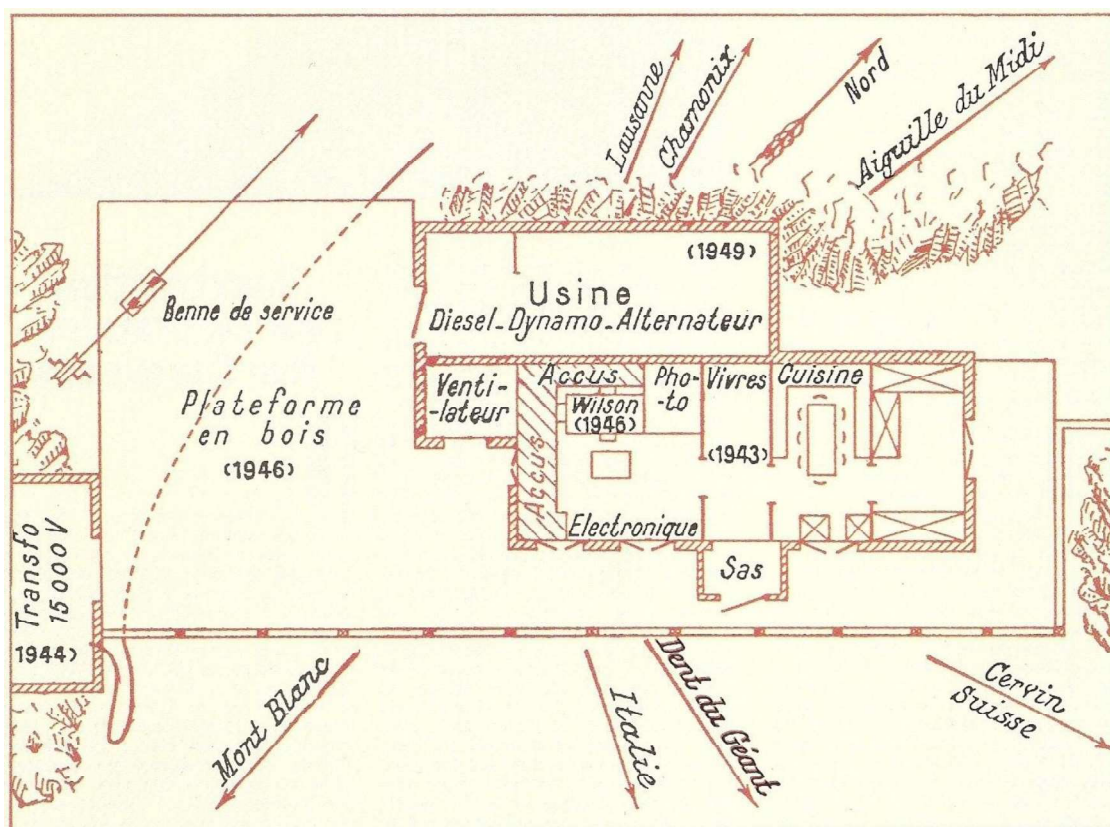 Lausanne
Chamonix
Nord
Aiguille du Midi
Benne de service
(1949)
Usine
Diesel-Dynamo-Alternateur
Plateforme
en bois
(1946)
Venti-
-lateur
Accus
Accus
Wilson
(1946)
Pho-
-to
Vivres
(1943)
Cuisine
Electronique
Sas
Transfo
15000V
1944)
Mont Blanc
Italie
Dent du Géant
Cervin
Suisse